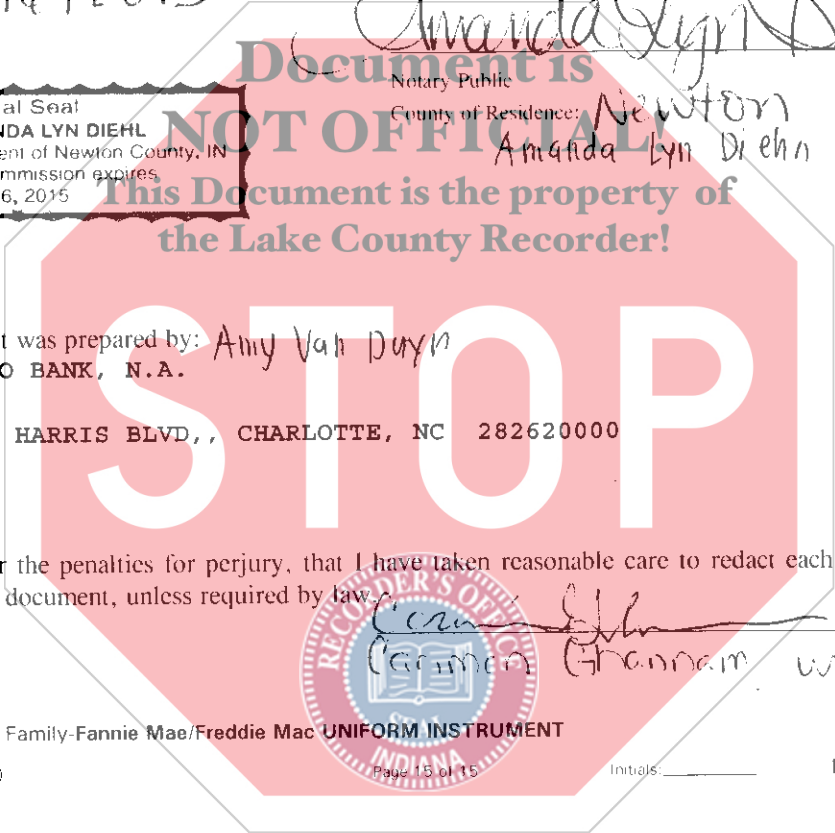 Amanda Lyn D
Document is
Notary Public
al Seal
County of Residence: Newton
NDA LYN DIEHL
NOT OFFICIAL!
Amanda Lyn Diehl
ent of Newton County, IN
mmission expires
6, 2015
This Document is the property of
the Lake County Recorder!
t was prepared by: Amy Van Duyn
O BANK, N.A.
HARRIS BLVD,, CHARLOTTE, NC 282620000
STOP
r the penalties for perjury, that I have taken reasonable care to redact each
document, unless required by law.
RECORDER'S OFFICE
Carmen Ghannam
SEAL
INDIANA
Family-Fannie Mae/Freddie Mac UNIFORM INSTRUMENT
Page 15 of 15
Initials: